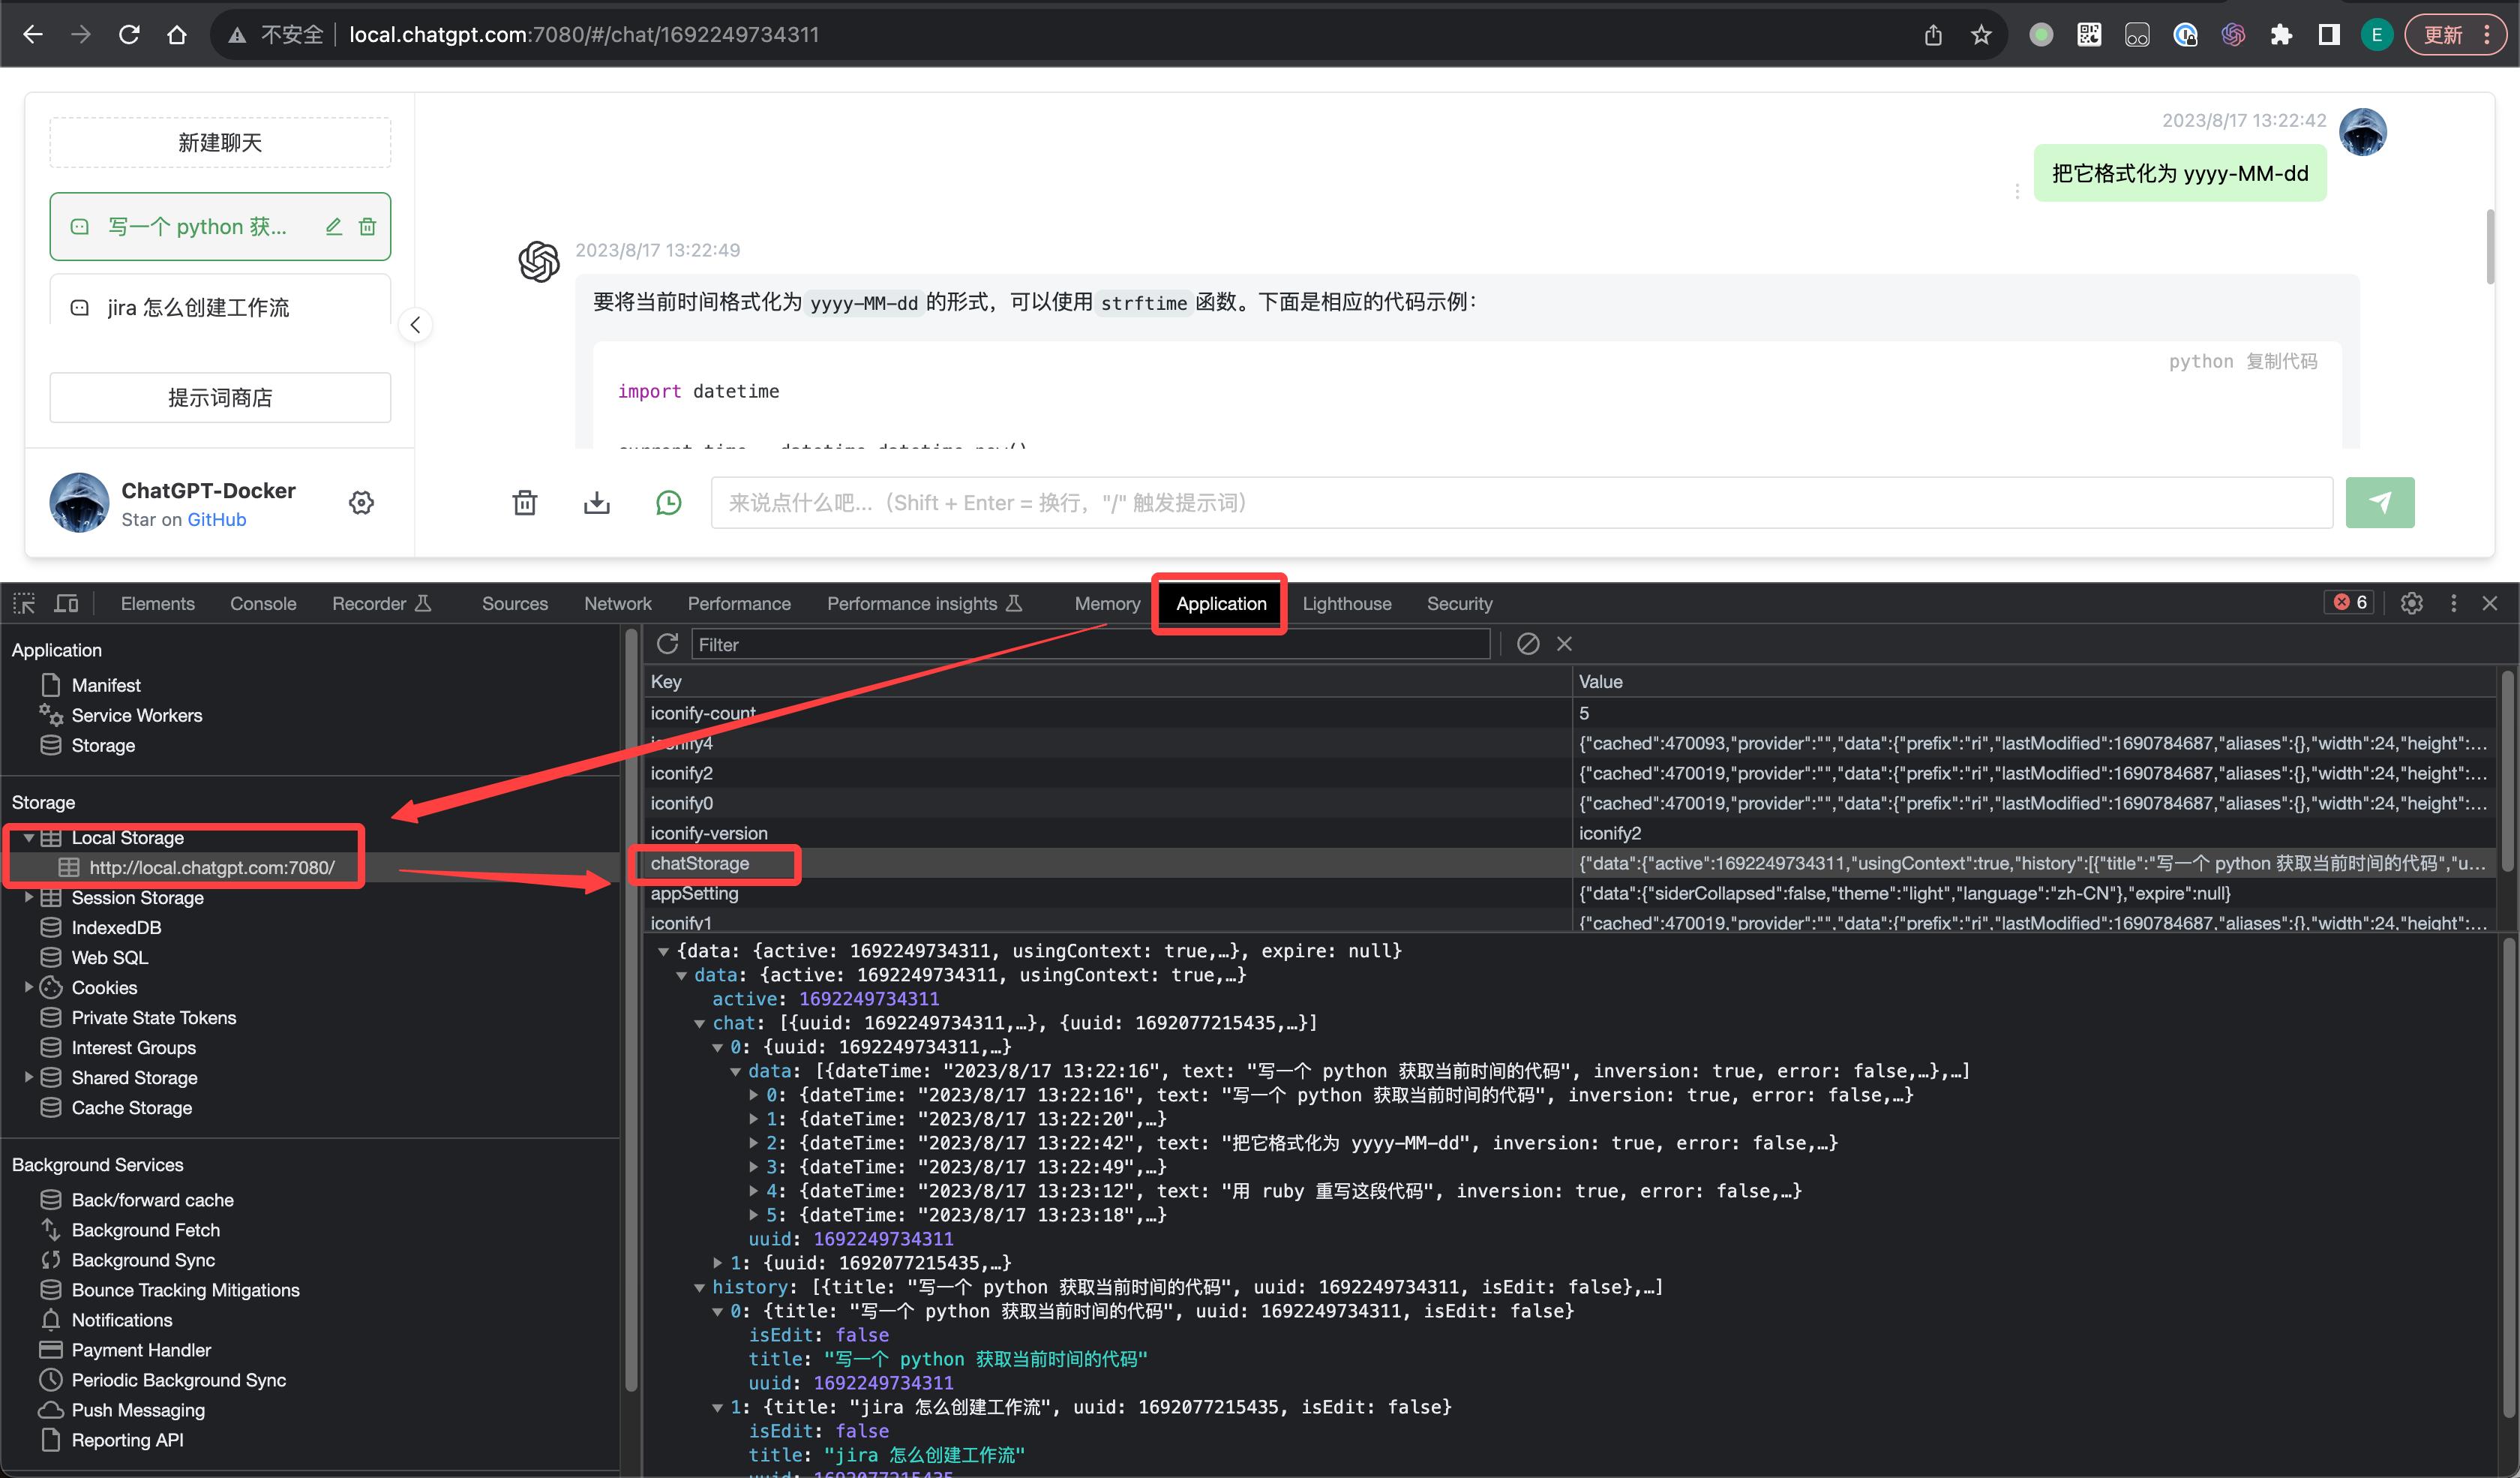 不安全 local.chatgpt.com:7080/#/chat/1692249734311
E 更新
新建聊天
写一个 python 获...
jira 怎么创建工作流
提示词商店
ChatGPT-Docker
Star on GitHub
2023/8/17 13:22:42
把它格式化为 yyyy-MM-dd
2023/8/17 13:22:49
要将当前时间格式化为 yyyy-MM-dd 的形式，可以使用 strftime 函数。下面是相应的代码示例：
python 复制代码
import datetime
current_time = datetime.datetime.now()
来说点什么吧...（Shift + Enter = 换行，"/" 触发提示词）
Elements Console Recorder Sources Network Performance Performance insights Memory Application Lighthouse Security 6
Application
Manifest
Service Workers
Storage
Storage
Local Storage
http://local.chatgpt.com:7080/
Session Storage
IndexedDB
Web SQL
Cookies
Private State Tokens
Interest Groups
Shared Storage
Cache Storage
Background Services
Back/forward cache
Background Fetch
Background Sync
Bounce Tracking Mitigations
Notifications
Payment Handler
Periodic Background Sync
Push Messaging
Reporting API
Filter
Key Value
iconify-count 5
iconify4 {"cached":470093,"provider":"","data":{"prefix":"ri","lastModified":1690784687,"aliases":{},"width":24,"height":...
iconify2 {"cached":470019,"provider":"","data":{"prefix":"ri","lastModified":1690784687,"aliases":{},"width":24,"height":...
iconify0 {"cached":470019,"provider":"","data":{"prefix":"ri","lastModified":1690784687,"aliases":{},"width":24,"height":...
iconify-version iconify2
chatStorage {"data":{"active":1692249734311,"usingContext":true,"history":[{"title":"写一个 python 获取当前时间的代码","u...
appSetting {"data":{"siderCollapsed":false,"theme":"light","language":"zh-CN"},"expire":null}
iconify1 {"cached":470019,"provider":"","data":{"prefix":"ri","lastModified":1690784687,"aliases":{},"width":24,"height":...
{data: {active: 1692249734311, usingContext: true,…}, expire: null}
data: {active: 1692249734311, usingContext: true,…}
active: 1692249734311
chat: [{uuid: 1692249734311,…}, {uuid: 1692077215435,…}]
0: {uuid: 1692249734311,…}
data: [{dateTime: "2023/8/17 13:22:16", text: "写一个 python 获取当前时间的代码", inversion: true, error: false,…},…]
0: {dateTime: "2023/8/17 13:22:16", text: "写一个 python 获取当前时间的代码", inversion: true, error: false,…}
1: {dateTime: "2023/8/17 13:22:20",…}
2: {dateTime: "2023/8/17 13:22:42", text: "把它格式化为 yyyy-MM-dd", inversion: true, error: false,…}
3: {dateTime: "2023/8/17 13:22:49",…}
4: {dateTime: "2023/8/17 13:23:12", text: "用 ruby 重写这段代码", inversion: true, error: false,…}
5: {dateTime: "2023/8/17 13:23:18",…}
uuid: 1692249734311
1: {uuid: 1692077215435,…}
history: [{title: "写一个 python 获取当前时间的代码", uuid: 1692249734311, isEdit: false},…]
0: {title: "写一个 python 获取当前时间的代码", uuid: 1692249734311, isEdit: false}
isEdit: false
title: "写一个 python 获取当前时间的代码"
uuid: 1692249734311
1: {title: "jira 怎么创建工作流", uuid: 1692077215435, isEdit: false}
isEdit: false
title: "jira 怎么创建工作流"
uuid: 1692077215435